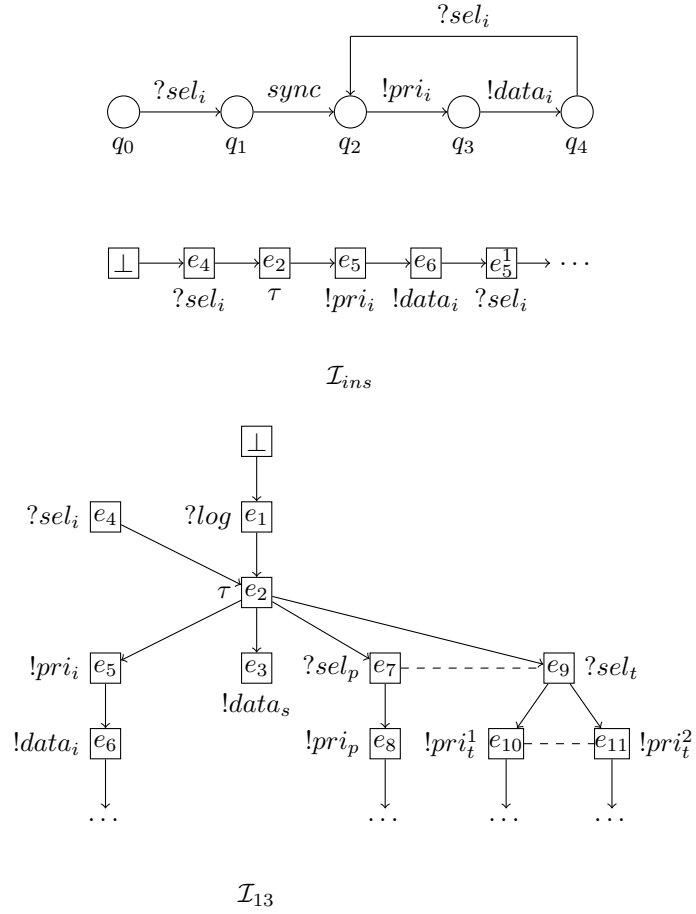 ?sel_i
?sel_i sync !pri_i !data_i
q_0 q_1 q_2 q_3 q_4
⊥ e_4 e_2 e_5 e_6 e_5^1 ⋯
?sel_i τ !pri_i !data_i ?sel_i
ℐ_ins
⊥
?sel_i e_4 ?log e_1
τ e_2
!pri_i e_5 e_3 ?sel_p e_7 e_9 ?sel_t
!data_s
!data_i e_6 !pri_p e_8 !pri_t^1 e_10 e_11 !pri_t^2
⋯ ⋯ ⋯ ⋯
ℐ_13